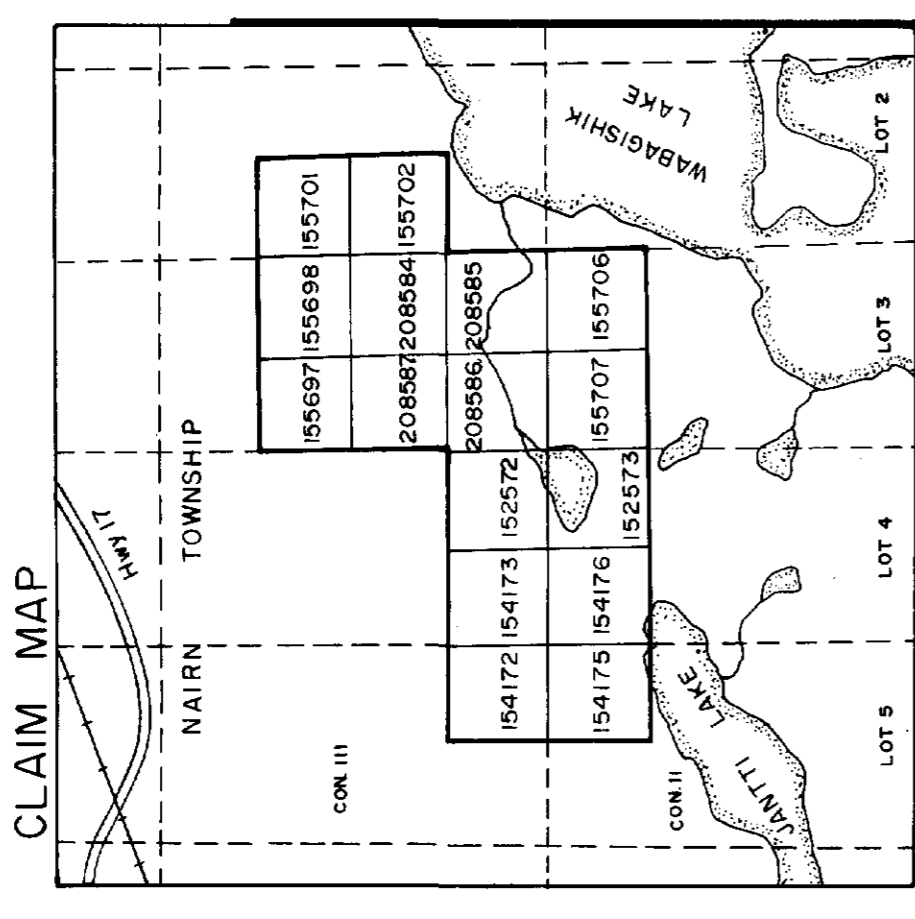 CLAIM MAP
Hwy 17
NAIRN TOWNSHIP
155697 155698 155701
CON. III
208587 208584 155702
208586 208585
154172 154173 152572
154175 154176 155707 155706
152573
WABAGISHIK
LAKE
CON. II
JANTTI LAKE
LOT 5 LOT 4 LOT 3 LOT 2